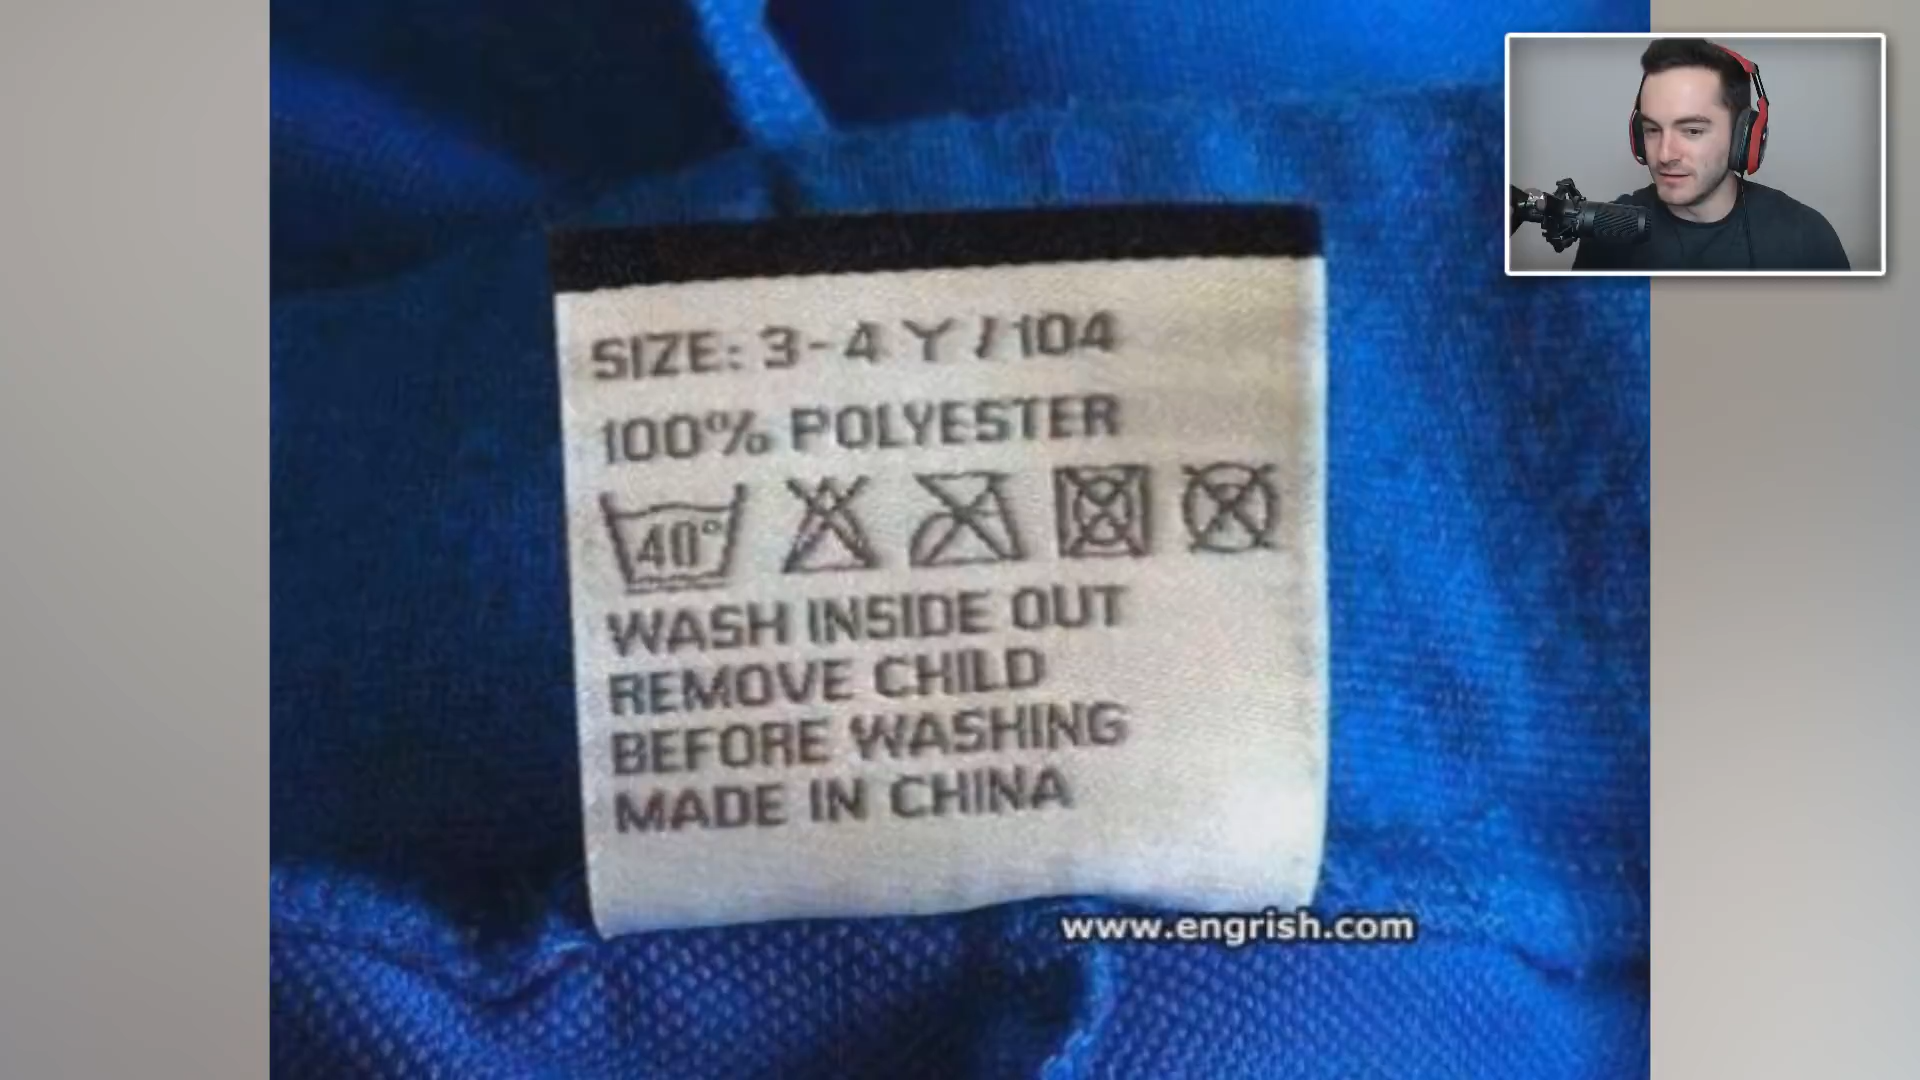 SIZE: 3-4 Y / 104
100% POLYESTER
40°
WASH INSIDE OUT
REMOVE CHILD
BEFORE WASHING
MADE IN CHINA
www.engrish.com